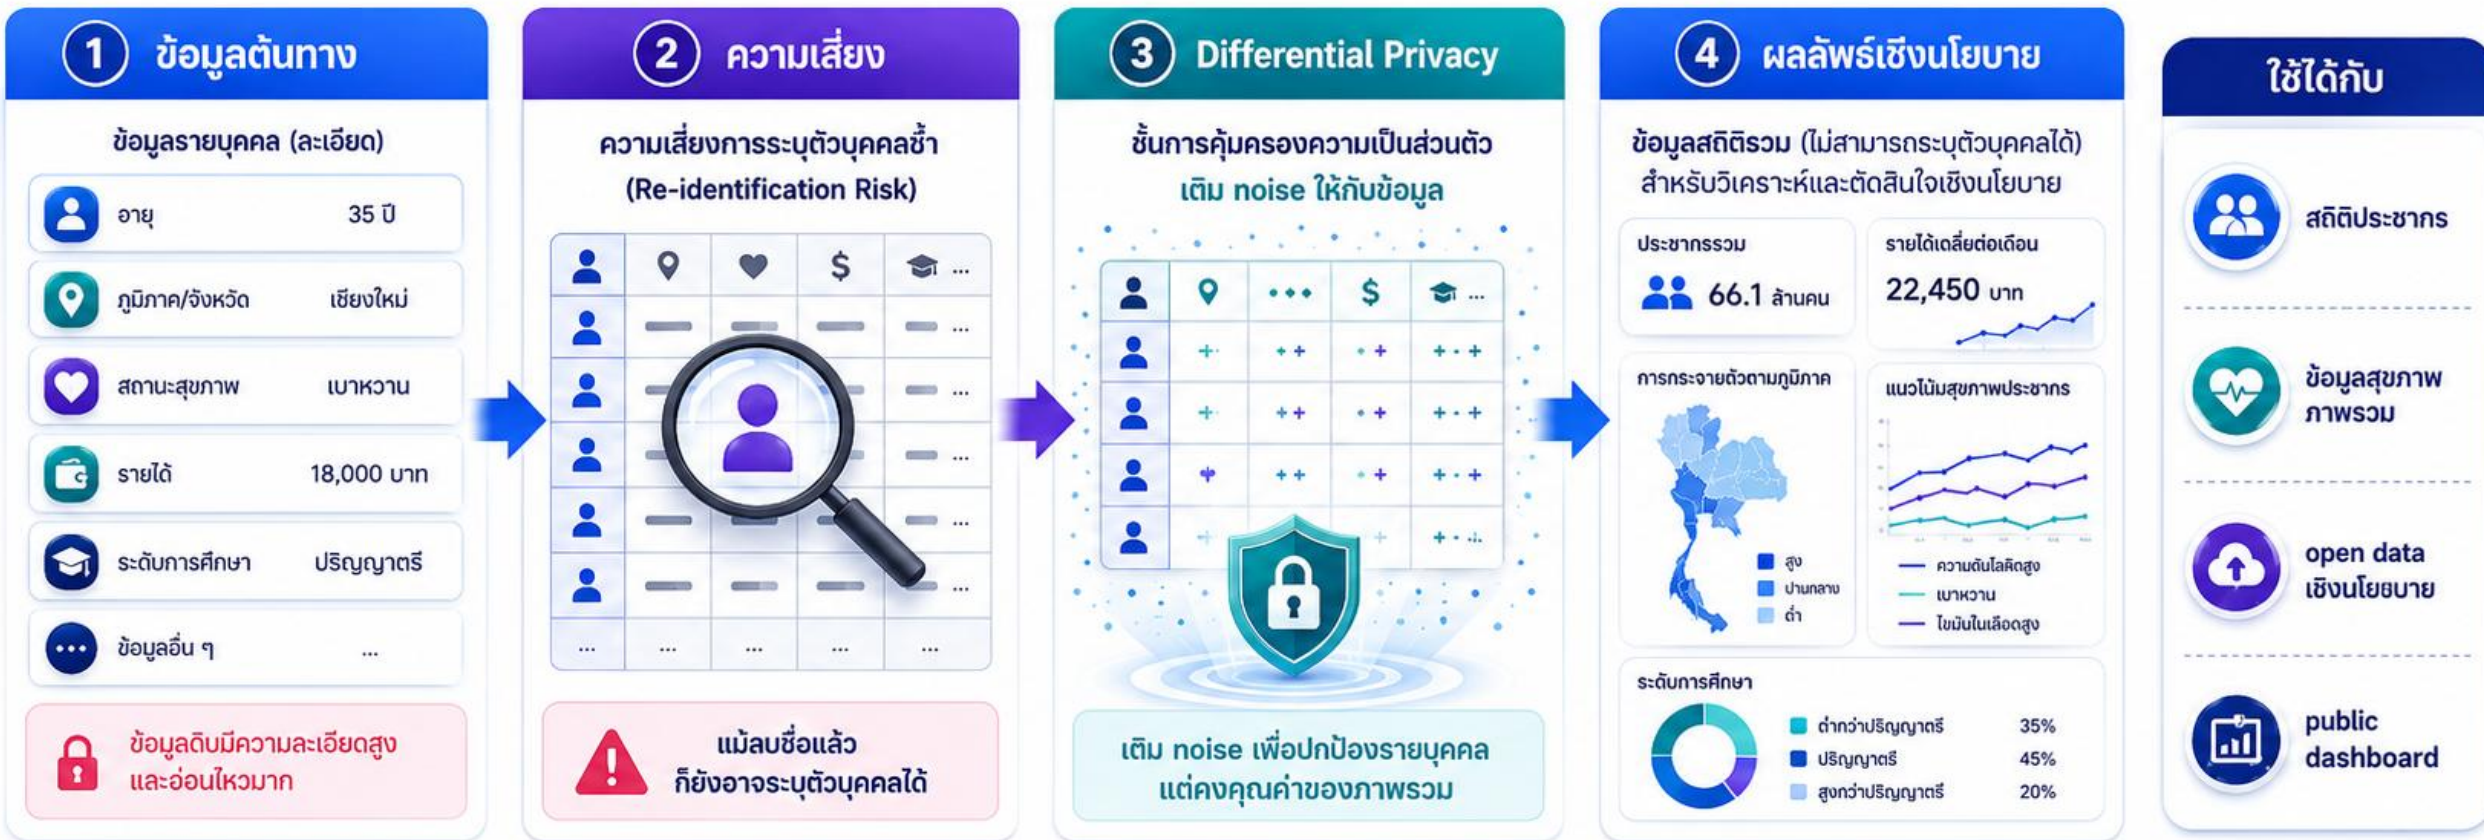 1 ข้อมูลต้นทาง
ข้อมูลรายบุคคล (ละเอียด)
อายุ 35 ปี
ภูมิภาค/จังหวัด เชียงใหม่
สถานะสุขภาพ เบาหวาน
รายได้ 18,000 บาท
ระดับการศึกษา ปริญญาตรี
ข้อมูลอื่น ๆ ...
ข้อมูลดิบมีความละเอียดสูง
และอ่อนไหวมาก
2 ความเสี่ยง
ความเสี่ยงการระบุตัวบุคคลซ้ำ
(Re-identification Risk)
แม้ลบชื่อแล้ว
ก็ยังอาจระบุตัวบุคคลได้
3 Differential Privacy
ชั้นการคุ้มครองความเป็นส่วนตัว
เติม noise ให้กับข้อมูล
เติม noise เพื่อปกป้องรายบุคคล
แต่คงคุณค่าของภาพรวม
4 ผลลัพธ์เชิงนโยบาย
ข้อมูลสถิติรวม (ไม่สามารถระบุตัวบุคคลได้)
สำหรับวิเคราะห์และตัดสินใจเชิงนโยบาย
ประชากรรวม
66.1 ล้านคน
รายได้เฉลี่ยต่อเดือน
22,450 บาท
การกระจายตัวตามภูมิภาค
สูง
ปานกลาง
ต่ำ
แนวโน้มสุขภาพประชากร
ความดันโลหิตสูง
เบาหวาน
ไขมันในเลือดสูง
ระดับการศึกษา
ต่ำกว่าปริญญาตรี 35%
ปริญญาตรี 45%
สูงกว่าปริญญาตรี 20%
ใช้ได้กับ
สถิติประชากร
ข้อมูลสุขภาพ
ภาพรวม
open data
เชิงนโยบาย
public
dashboard